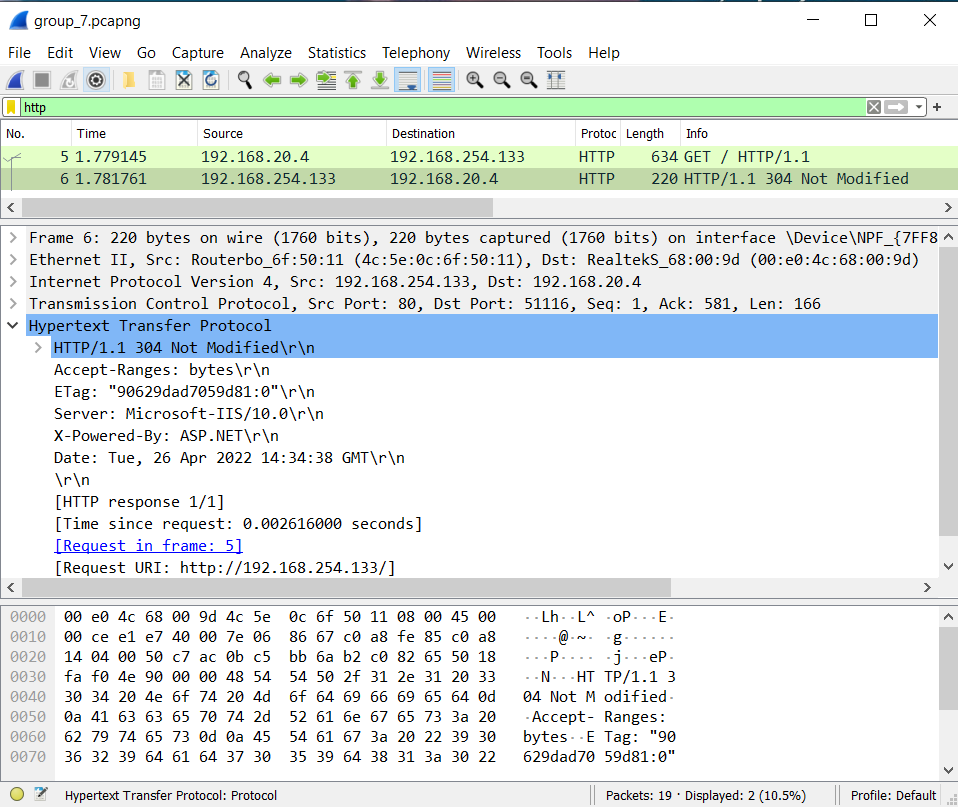 group_7.pcapng
File Edit View Go Capture Analyze Statistics Telephony Wireless Tools Help
http
No. Time Source Destination Protoc Length Info
5 1.779145 192.168.20.4 192.168.254.133 HTTP 634 GET / HTTP/1.1
6 1.781761 192.168.254.133 192.168.20.4 HTTP 220 HTTP/1.1 304 Not Modified
Frame 6: 220 bytes on wire (1760 bits), 220 bytes captured (1760 bits) on interface \Device\NPF_{7FF8
Ethernet II, Src: Routerbo_6f:50:11 (4c:5e:0c:6f:50:11), Dst: RealtekS_68:00:9d (00:e0:4c:68:00:9d)
Internet Protocol Version 4, Src: 192.168.254.133, Dst: 192.168.20.4
Transmission Control Protocol, Src Port: 80, Dst Port: 51116, Seq: 1, Ack: 581, Len: 166
Hypertext Transfer Protocol
HTTP/1.1 304 Not Modified\r\n
Accept-Ranges: bytes\r\n
ETag: "90629dad7059d81:0"\r\n
Server: Microsoft-IIS/10.0\r\n
X-Powered-By: ASP.NET\r\n
Date: Tue, 26 Apr 2022 14:34:38 GMT\r\n
\r\n
[HTTP response 1/1]
[Time since request: 0.002616000 seconds]
[Request in frame: 5]
[Request URI: http://192.168.254.133/]
0000 00 e0 4c 68 00 9d 4c 5e 0c 6f 50 11 08 00 45 00 ··Lh··L^ ·oP···E·
0010 00 ce e1 e7 40 00 7e 06 86 67 c0 a8 fe 85 c0 a8 ····@·~· ·g······
0020 14 04 00 50 c7 ac 0b c5 bb 6a b2 c0 82 65 50 18 ···P···· ·j···eP·
0030 fa f0 4e 90 00 00 48 54 54 50 2f 31 2e 31 20 33 ··N···HT TP/1.1 3
0040 30 34 20 4e 6f 74 20 4d 6f 64 69 66 69 65 64 0d 04 Not M odified·
0050 0a 41 63 63 65 70 74 2d 52 61 6e 67 65 73 3a 20 ·Accept- Ranges:
0060 62 79 74 65 73 0d 0a 45 54 61 67 3a 20 22 39 30 bytes··E Tag: "90
0070 36 32 39 64 61 64 37 30 35 39 64 38 31 3a 30 22 629dad70 59d81:0"
Hypertext Transfer Protocol: Protocol Packets: 19 · Displayed: 2 (10.5%) Profile: Default